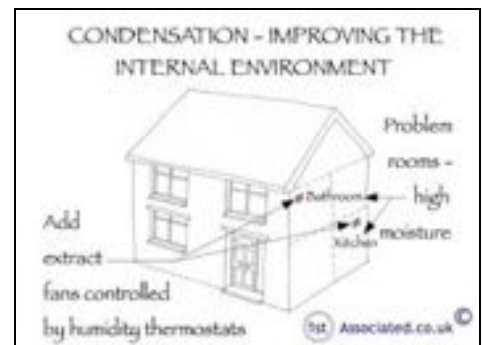 CONDENSATION - IMPROVING THE
INTERNAL ENVIRONMENT
Problem
rooms -
high
moisture
Bathroom
Kitchen
Add
extract
fans controlled
by humidity thermostats
1st Associated.co.uk ©